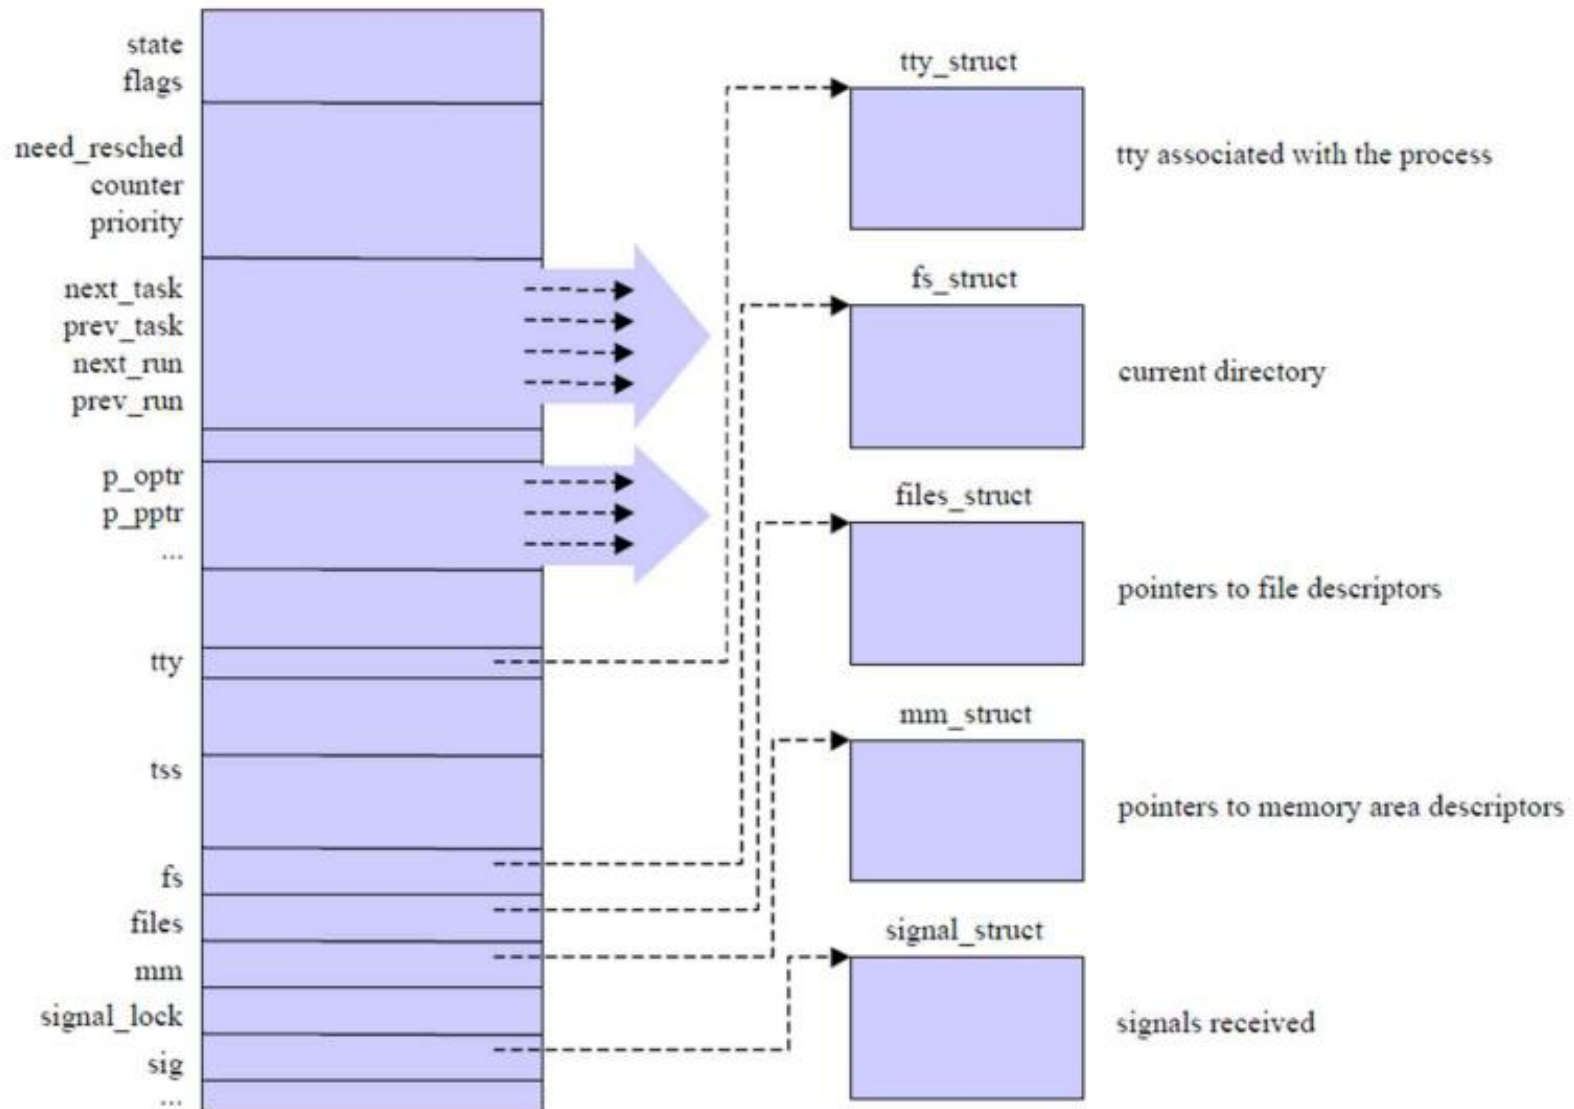 state
flags
need_resched
counter
priority
next_task
prev_task
next_run
prev_run
p_optr
p_pptr
...
tty
tss
fs
files
mm
signal_lock
sig
...
tty_struct
tty associated with the process
fs_struct
current directory
files_struct
pointers to file descriptors
mm_struct
pointers to memory area descriptors
signal_struct
signals received